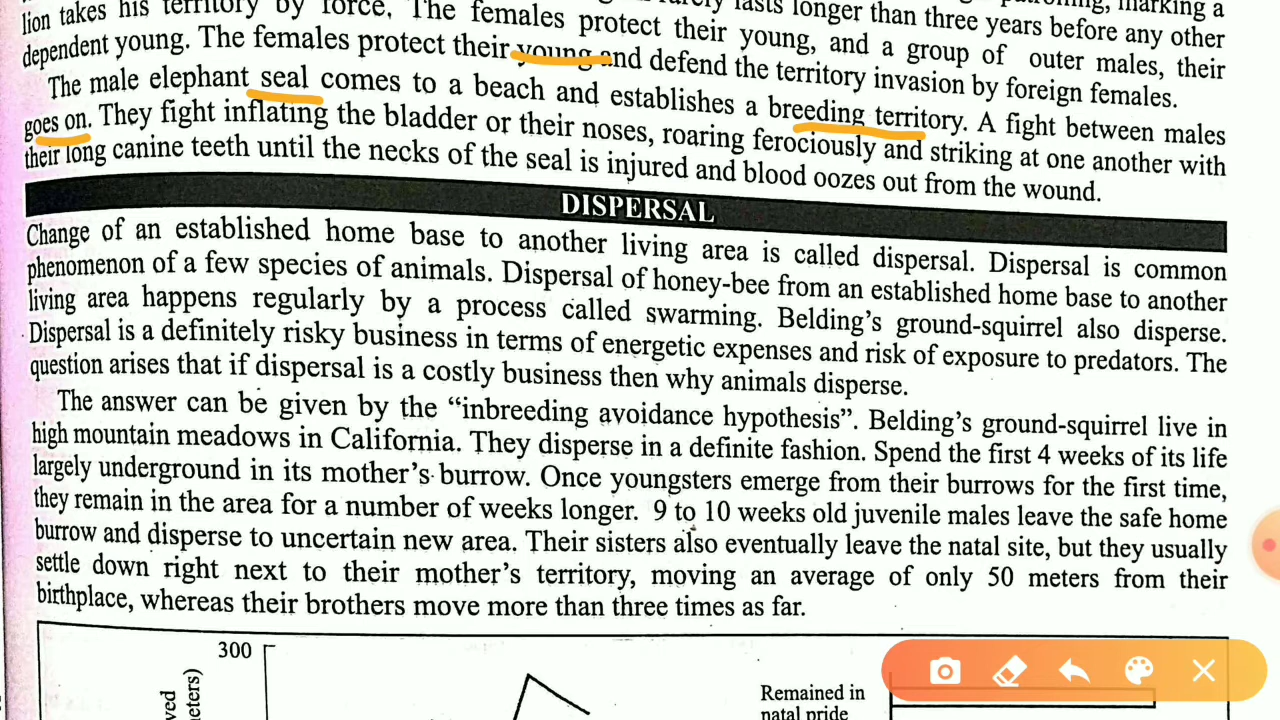 lasts longer than three years before any other
lion takes his territory by force. The females protect their young, and a group of outer males, their
dependent young. The females protect their young and defend the territory invasion by foreign females.
The male elephant seal comes to a beach and establishes a breeding territory. A fight between males
goes on. They fight inflating the bladder or their noses, roaring ferociously and striking at one another with
their long canine teeth until the necks of the seal is injured and blood oozes out from the wound.
DISPERSAL
Change of an established home base to another living area is called dispersal. Dispersal is common
phenomenon of a few species of animals. Dispersal of honey-bee from an established home base to another
living area happens regularly by a process called swarming. Belding's ground-squirrel also disperse.
Dispersal is a definitely risky business in terms of energetic expenses and risk of exposure to predators. The
question arises that if dispersal is a costly business then why animals disperse.
The answer can be given by the "inbreeding avoidance hypothesis". Belding's ground-squirrel live in
high mountain meadows in California. They disperse in a definite fashion. Spend the first 4 weeks of its life
largely underground in its mother's burrow. Once youngsters emerge from their burrows for the first time,
they remain in the area for a number of weeks longer. 9 to 10 weeks old juvenile males leave the safe home
burrow and disperse to uncertain new area. Their sisters also eventually leave the natal site, but they usually
settle down right next to their mother's territory, moving an average of only 50 meters from their
birthplace, whereas their brothers move more than three times as far.
300
Remained in
natal pride